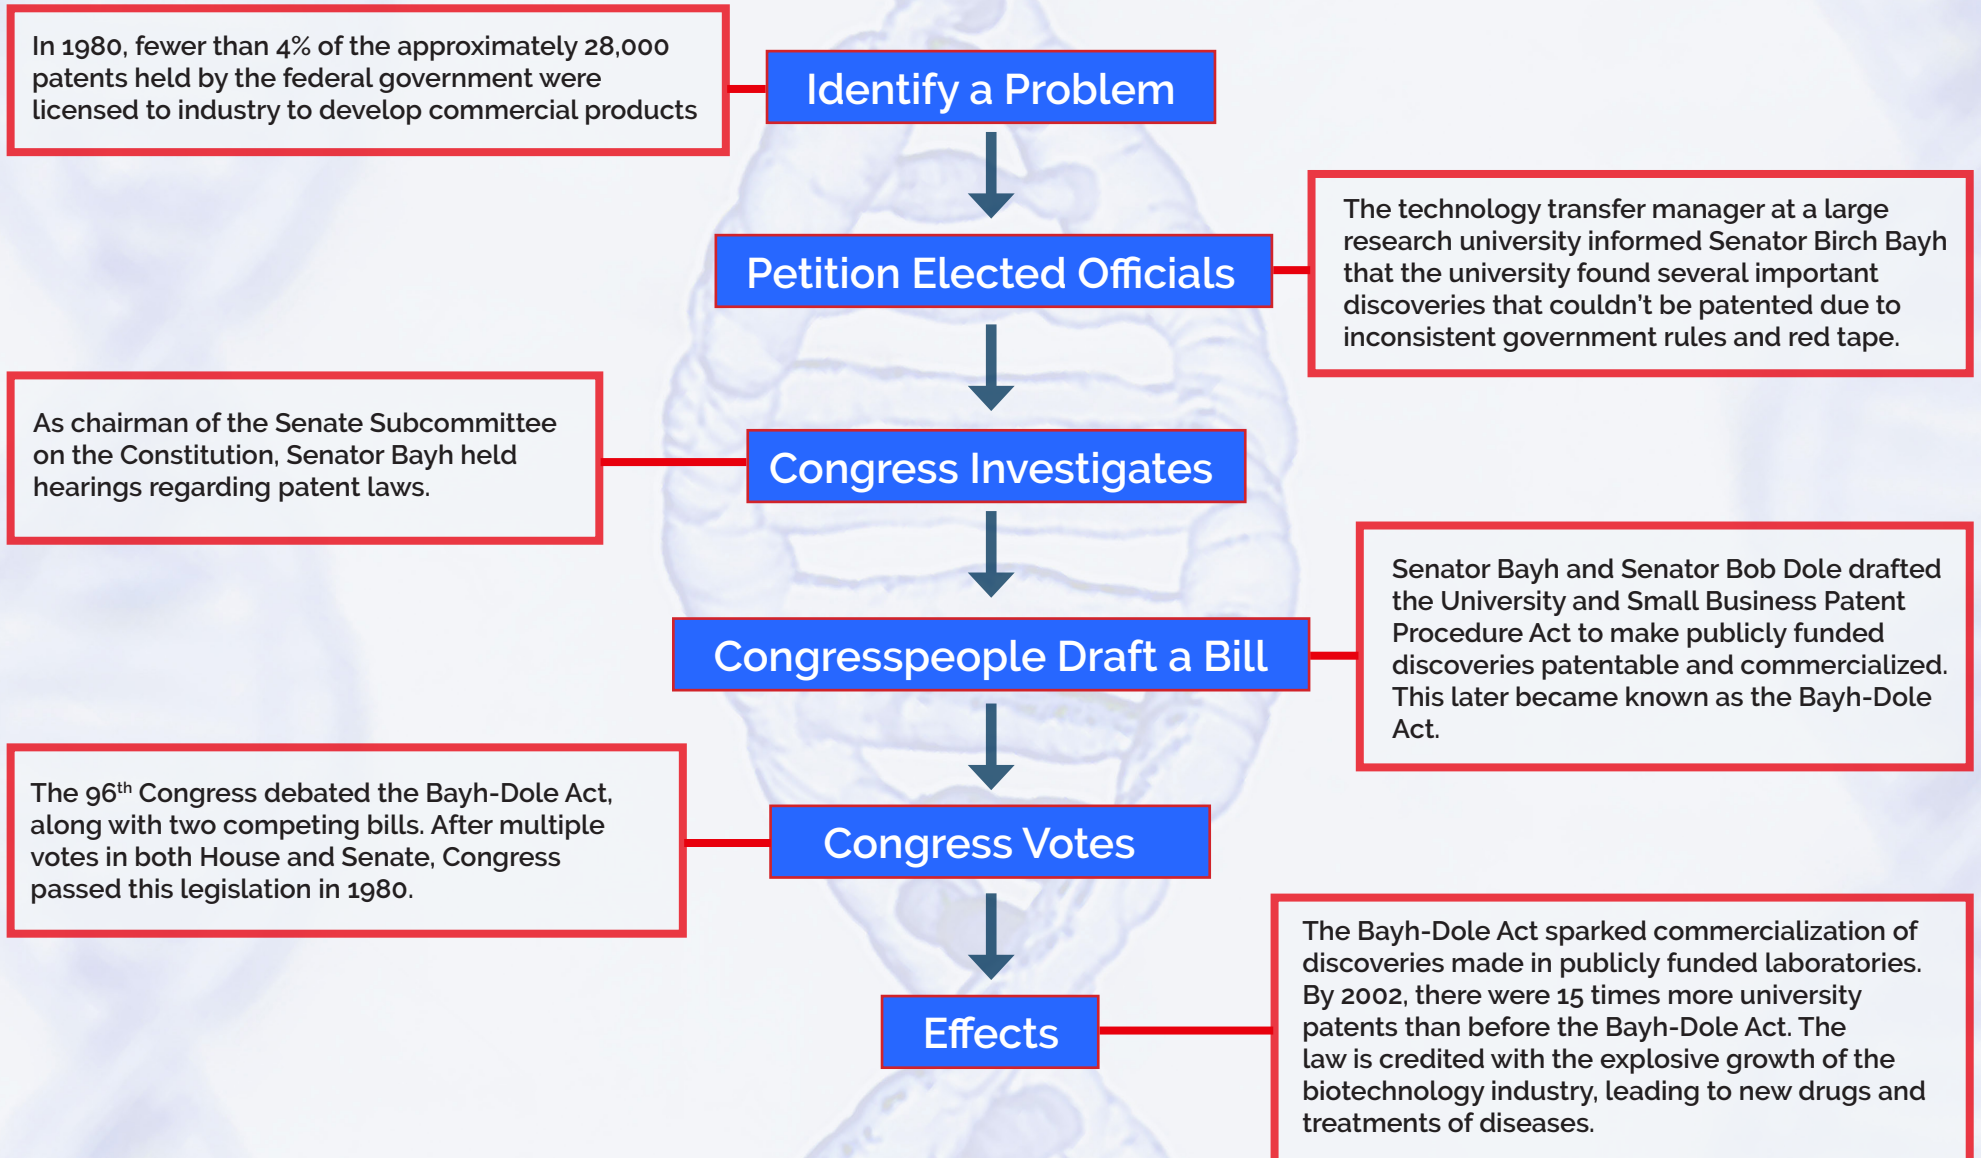 In 1980, fewer than 4% of the approximately 28,000
patents held by the federal government were
licensed to industry to develop commercial products
Identify a Problem
Petition Elected Officials
The technology transfer manager at a large
research university informed Senator Birch Bayh
that the university found several important
discoveries that couldn’t be patented due to
inconsistent government rules and red tape.
As chairman of the Senate Subcommittee
on the Constitution, Senator Bayh held
hearings regarding patent laws.
Congress Investigates
Congresspeople Draft a Bill
Senator Bayh and Senator Bob Dole drafted
the University and Small Business Patent
Procedure Act to make publicly funded
discoveries patentable and commercialized.
This later became known as the Bayh-Dole
Act.
The 96th Congress debated the Bayh-Dole Act,
along with two competing bills. After multiple
votes in both House and Senate, Congress
passed this legislation in 1980.
Congress Votes
Effects
The Bayh-Dole Act sparked commercialization of
discoveries made in publicly funded laboratories.
By 2002, there were 15 times more university
patents than before the Bayh-Dole Act. The
law is credited with the explosive growth of the
biotechnology industry, leading to new drugs and
treatments of diseases.